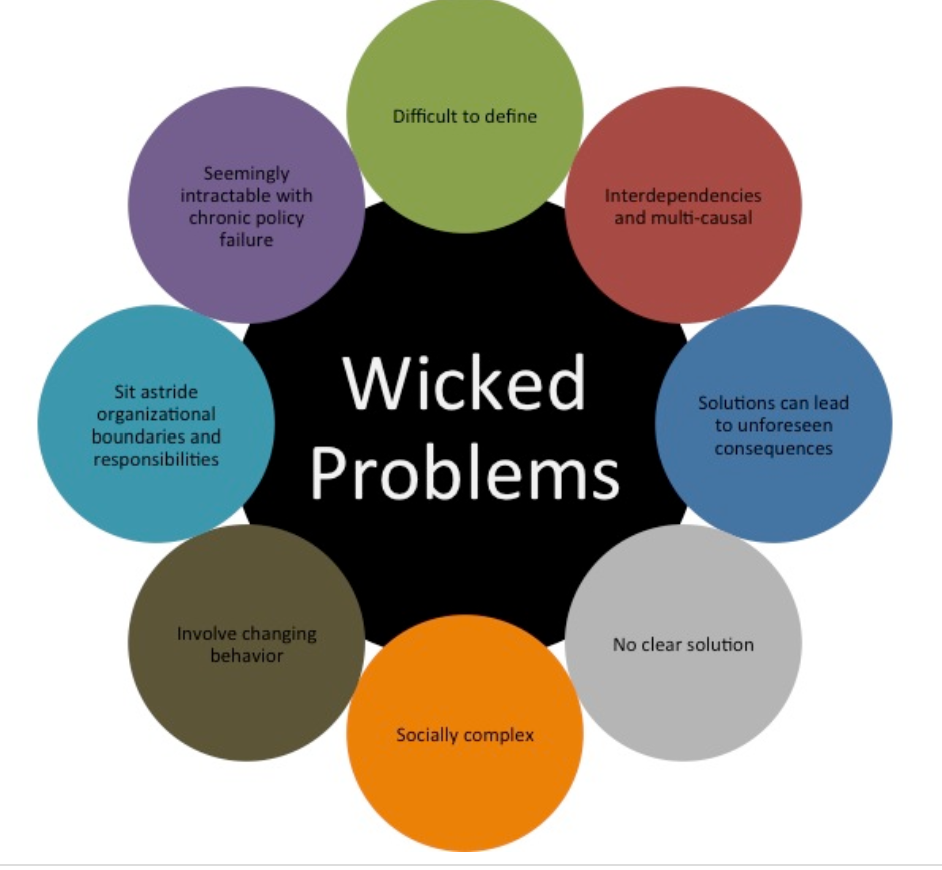 Difficult to define
Interdependencies
and multi-causal
Solutions can lead
to unforeseen
consequences
No clear solution
Socially complex
Involve changing
behavior
Sit astride
organizational
boundaries and
responsibilities
Seemingly
intractable with
chronic policy
failure
Wicked
Problems